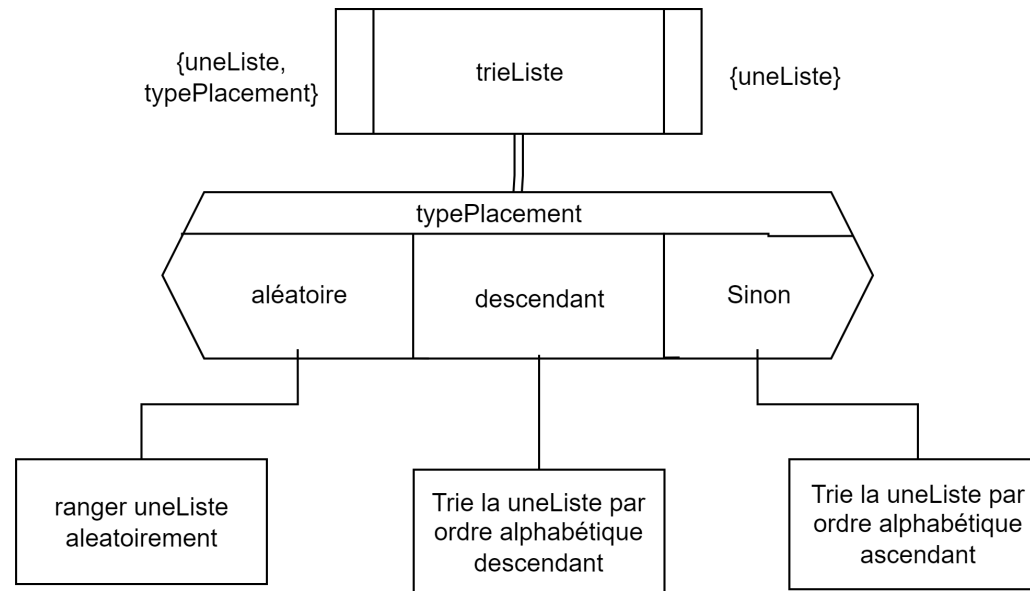 {uneListe,
typePlacement}
trieListe
{uneListe}
typePlacement
aléatoire
descendant
Sinon
ranger uneListe
aleatoirement
Trie la uneListe par
ordre alphabétique
descendant
Trie la uneListe par
ordre alphabétique
ascendant